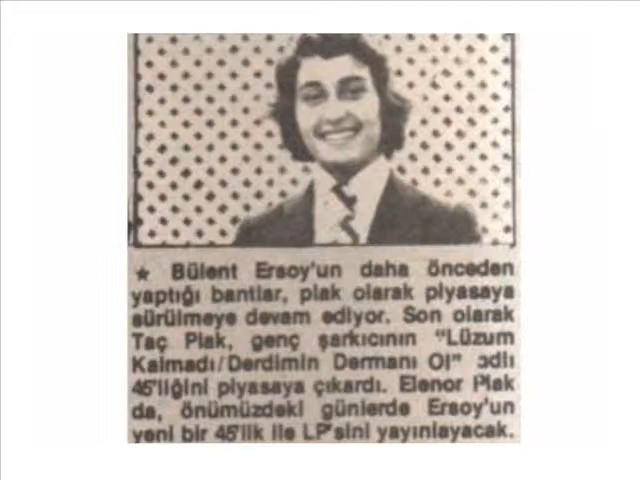 ★ Bülent Ersoy'un daha önceden
yaptığı bantlar, plak olarak piyasaya
sürülmeye devam ediyor. Son olarak
Taç Plak, genç şarkıcının "Lüzum
Kalmadı/Derdimin Dermanı Ol" adlı
45'liğini piyasaya çıkardı. Elenor Plak
da, önümüzdeki günlerde Ersoy'un
yeni bir 45'lik ile LP'sini yayınlayacak.